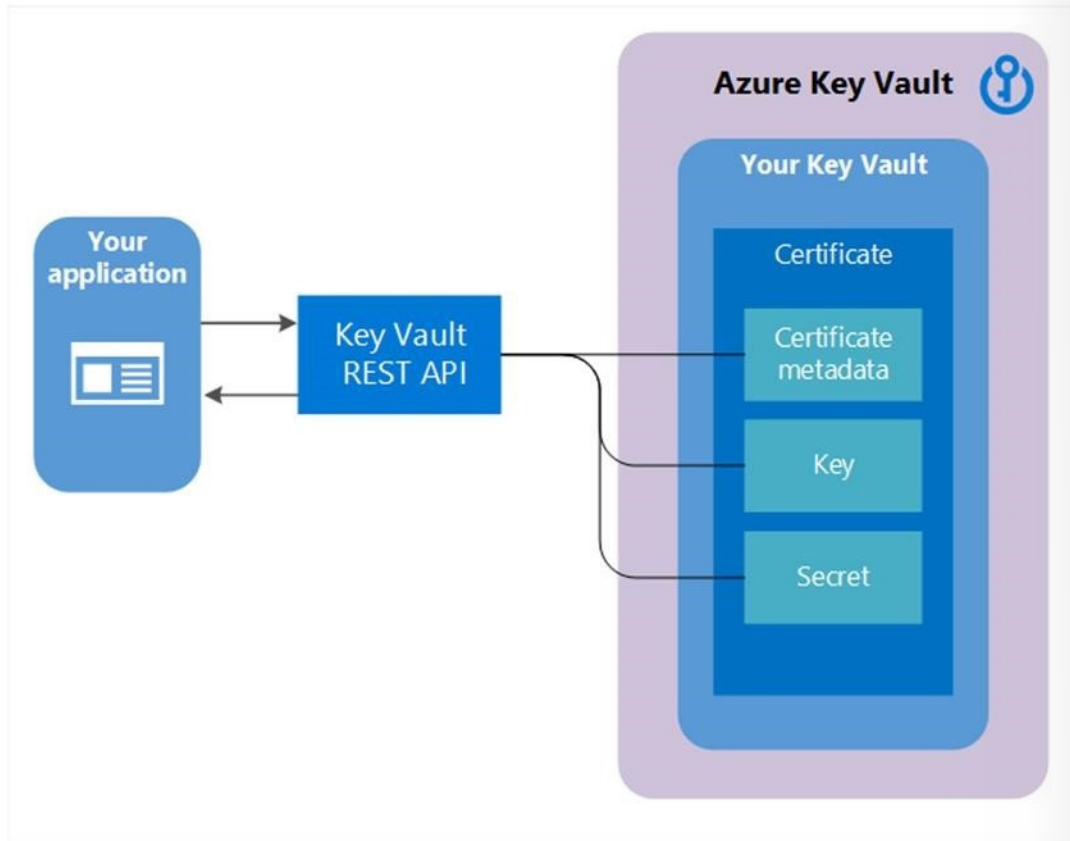 Azure Key Vault
Your Key Vault
Your
application
Key Vault
REST API
Certificate
Certificate
metadata
Key
Secret